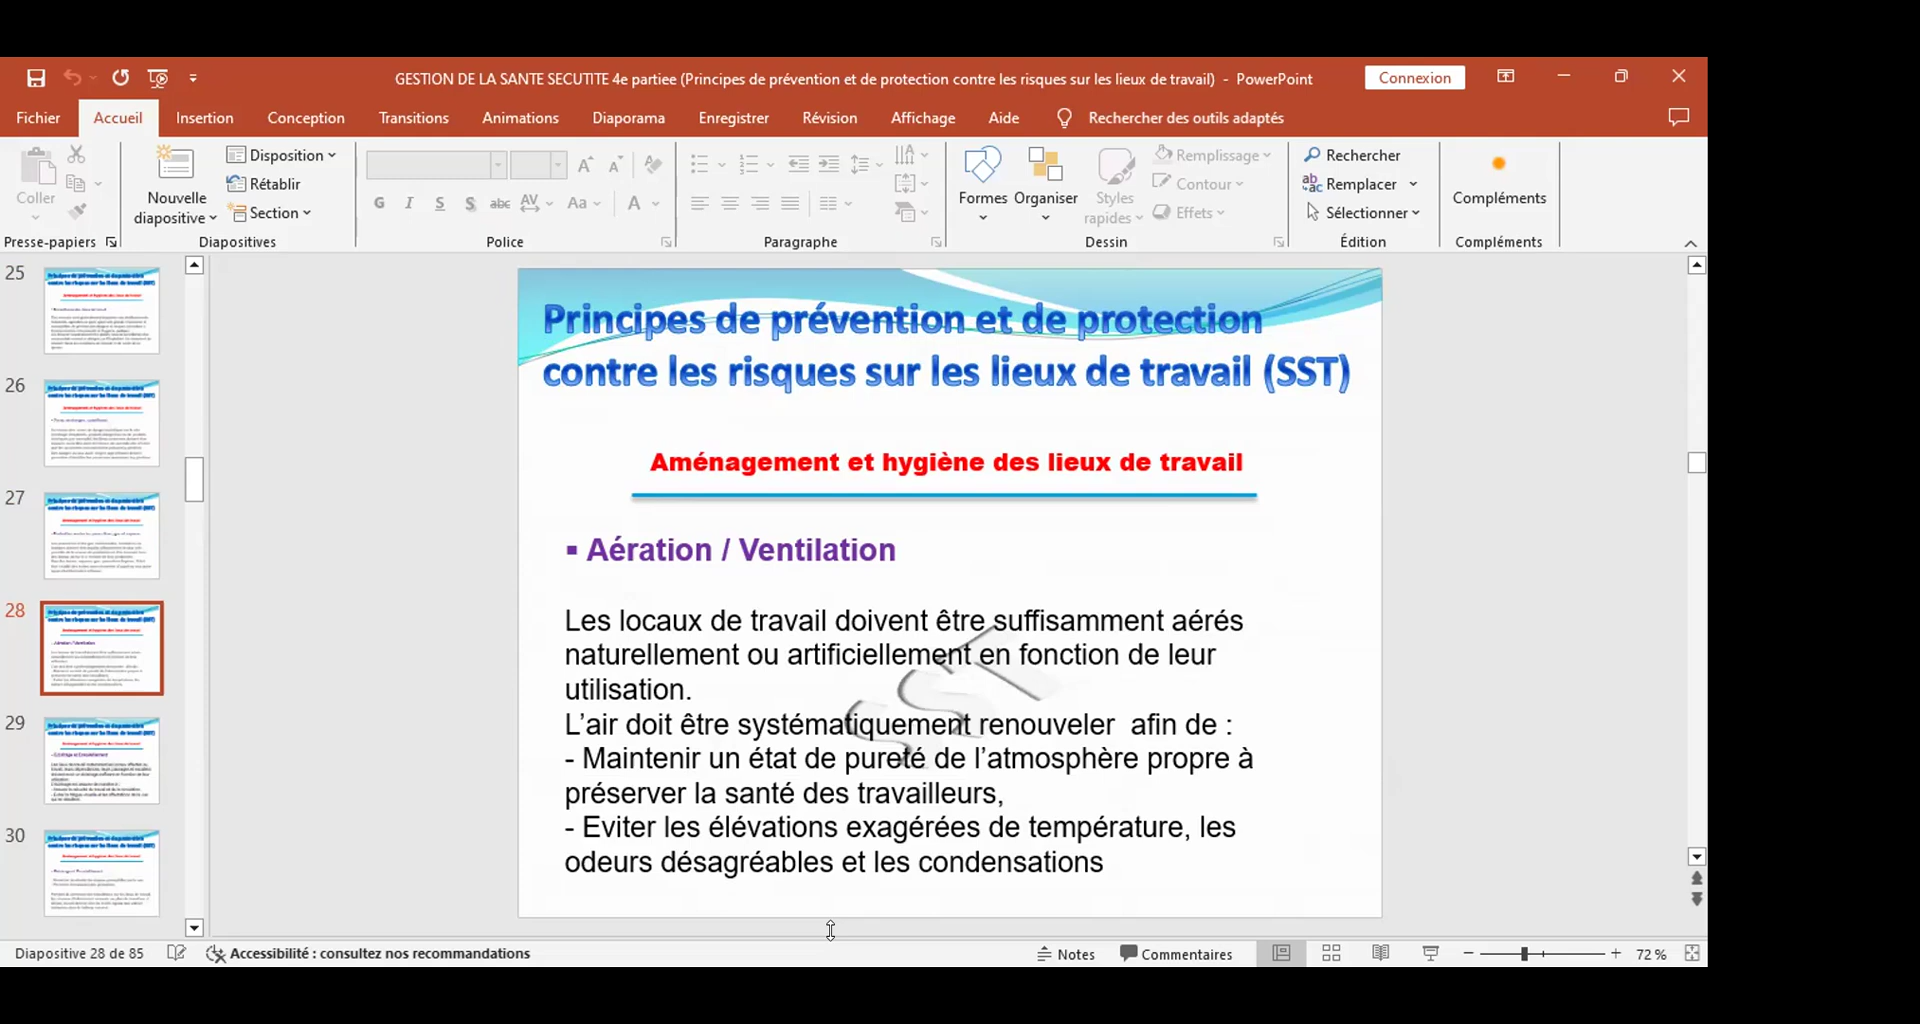 GESTION DE LA SANTE SECUTITE 4e partiee (Principes de prévention et de protection contre les risques sur les lieux de travail) - PowerPoint
Connexion
Fichier Accueil Insertion Conception Transitions Animations Diaporama Enregistrer Révision Affichage Aide Rechercher des outils adaptés
Coller
Presse-papiers
Nouvelle
diapositive
Disposition
Rétablir
Section
Diapositives
G I S S abc AV Aa A
Police
Paragraphe
Formes
Organiser
Styles
rapides
Remplissage
Contour
Effets
Dessin
Rechercher
Remplacer
Sélectionner
Édition
Compléments
Compléments
25
26
27
28
29
30
Principes de prévention et de protection
contre les risques sur les lieux de travail (SST)
Aménagement et hygiène des lieux de travail
▪ Aération / Ventilation
Les locaux de travail doivent être suffisamment aérés
naturellement ou artificiellement en fonction de leur
utilisation.
L’air doit être systématiquement renouveler afin de :
- Maintenir un état de pureté de l’atmosphère propre à
préserver la santé des travailleurs,
- Eviter les élévations exagérées de température, les
odeurs désagréables et les condensations
SST
Diapositive 28 de 85
Accessibilité : consultez nos recommandations
Notes
Commentaires
72 %